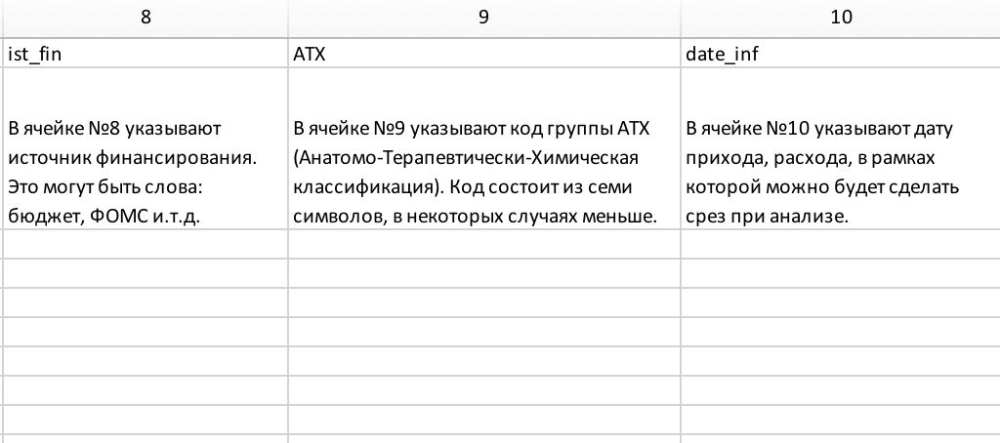 8 9 10
ist_fin АТХ date_inf
В ячейке №8 указывают
источник финансирования.
Это могут быть слова:
бюджет, ФОМС и.т.д.
В ячейке №9 указывают код группы АТХ
(Анатомо-Терапевтически-Химическая
классификация). Код состоит из семи
символов, в некоторых случаях меньше.
В ячейке №10 указывают дату
прихода, расхода, в рамках
которой можно будет сделать
срез при анализе.